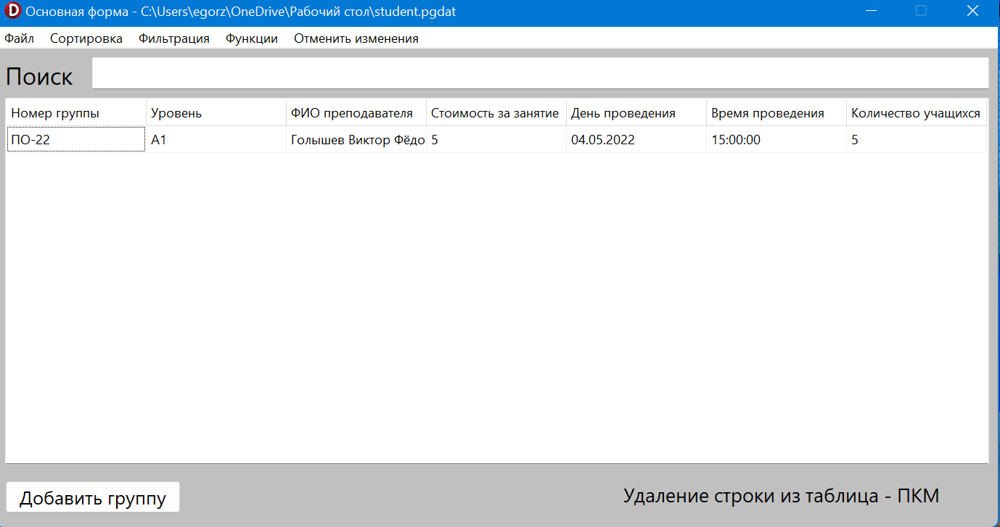 Основная форма - C:\Users\egorz\OneDrive\Рабочий стол\student.pgdat
Файл Сортировка Фильтрация Функции Отменить изменения
Поиск
Номер группы Уровень ФИО преподавателя Стоимость за занятие День проведения Время проведения Количество учащихся
ПО-22 А1 Голышев Виктор Фёдо 5 04.05.2022 15:00:00 5
Добавить группу Удаление строки из таблица - ПКМ